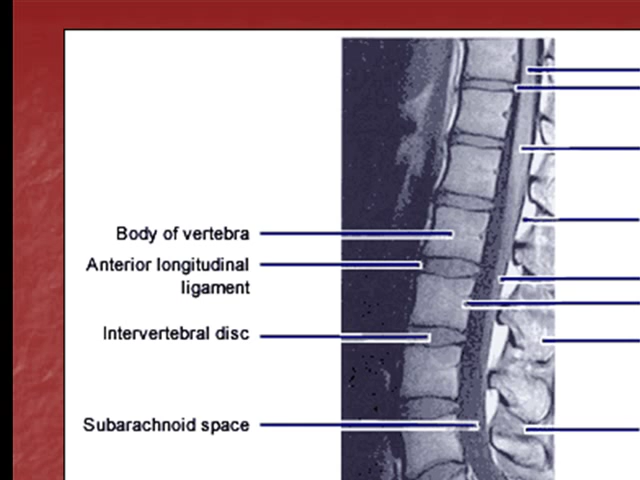 Body of vertebra
Anterior longitudinal
ligament
Intervertebral disc
Subarachnoid space